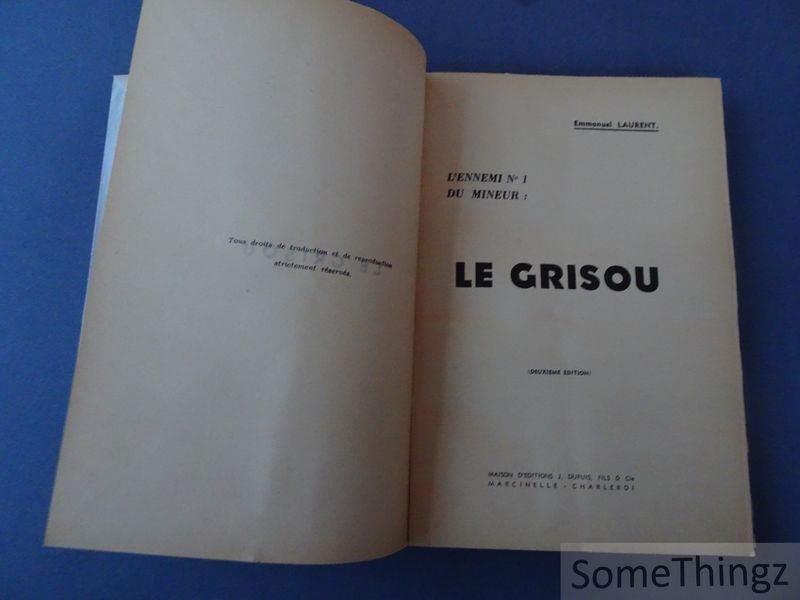 Tous droits de traduction et de reproduction
strictement réservés.
Emmanuel LAURENT.
L'ENNEMI No 1
DU MINEUR :
LE GRISOU
(DEUXIEME EDITION)
MAISON D'EDITIONS J. DUPUIS, FILS & Cie
MARCINELLE - CHARLEROI
SomeThingz